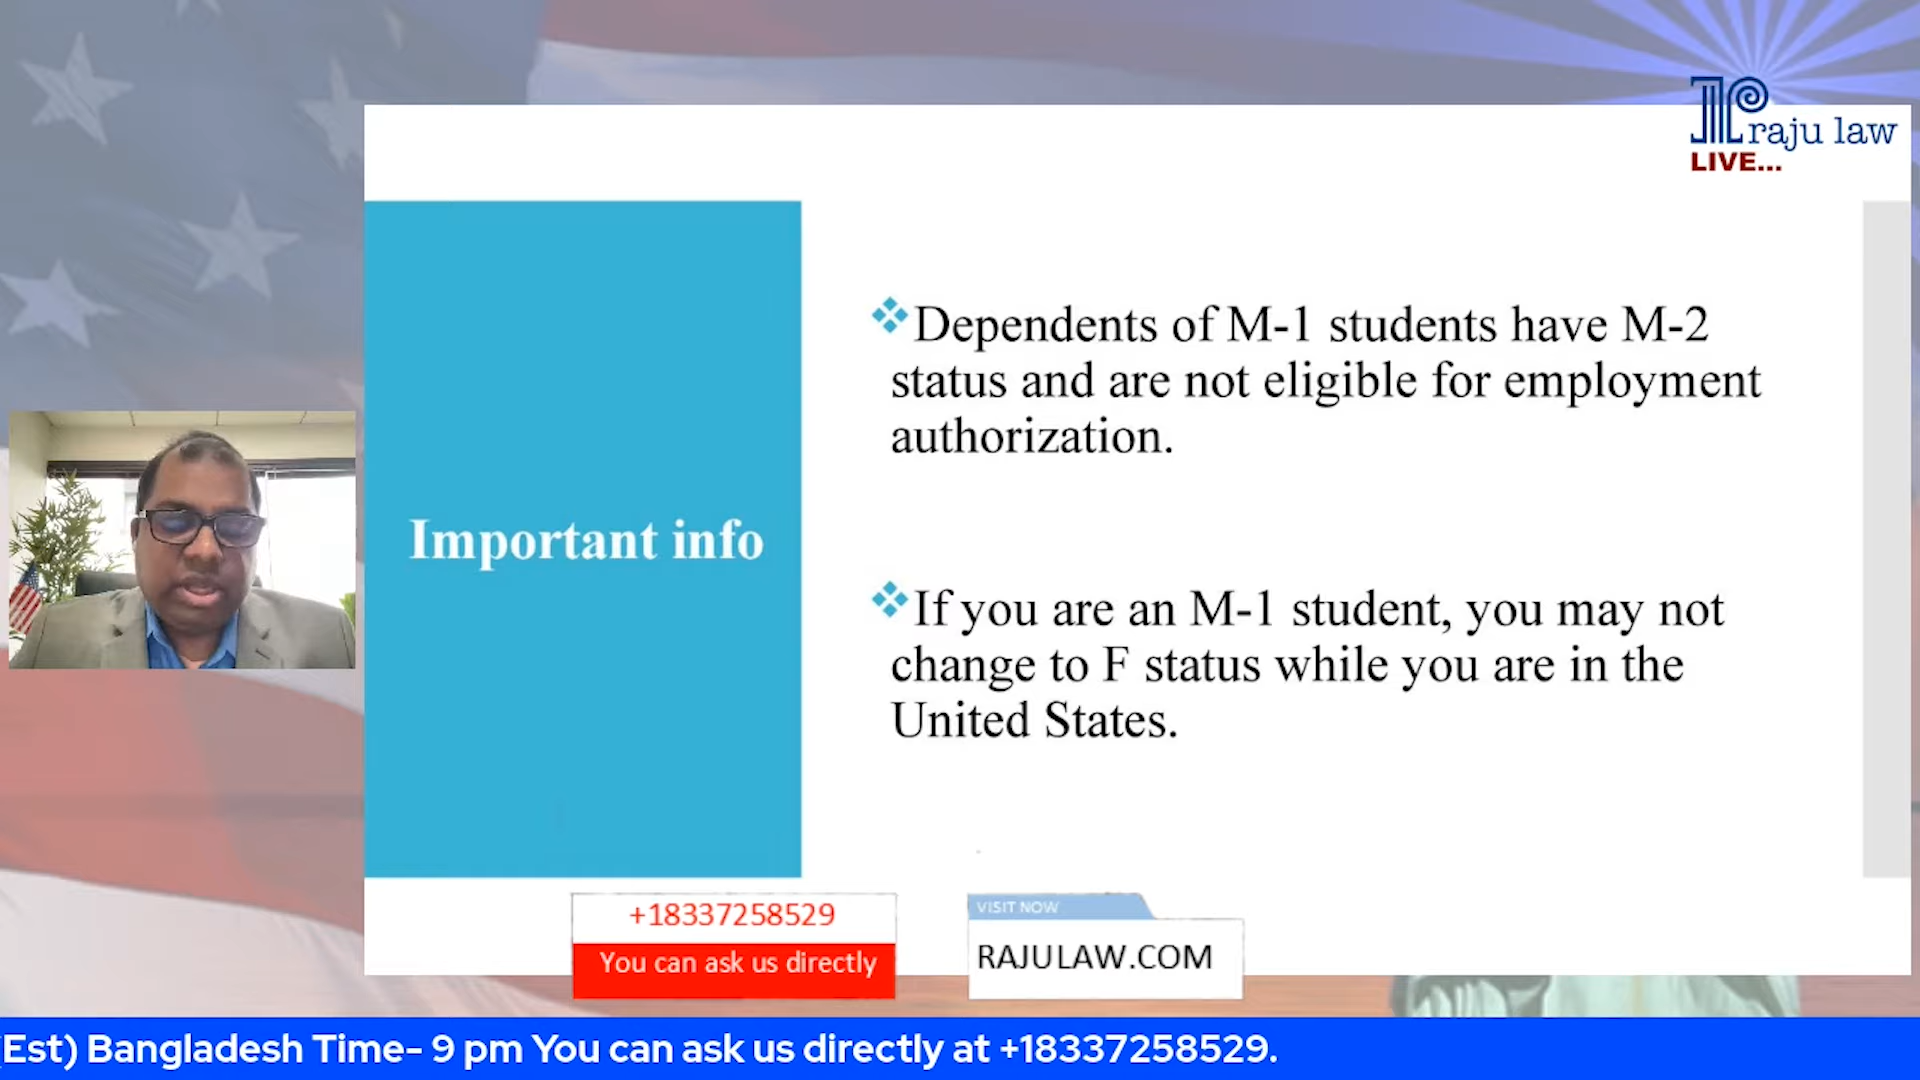 raju law
LIVE...
Important info
Dependents of M-1 students have M-2
status and are not eligible for employment
authorization.
If you are an M-1 student, you may not
change to F status while you are in the
United States.
+18337258529
You can ask us directly
VISIT NOW
RAJULAW.COM
(Est) Bangladesh Time- 9 pm You can ask us directly at +18337258529.